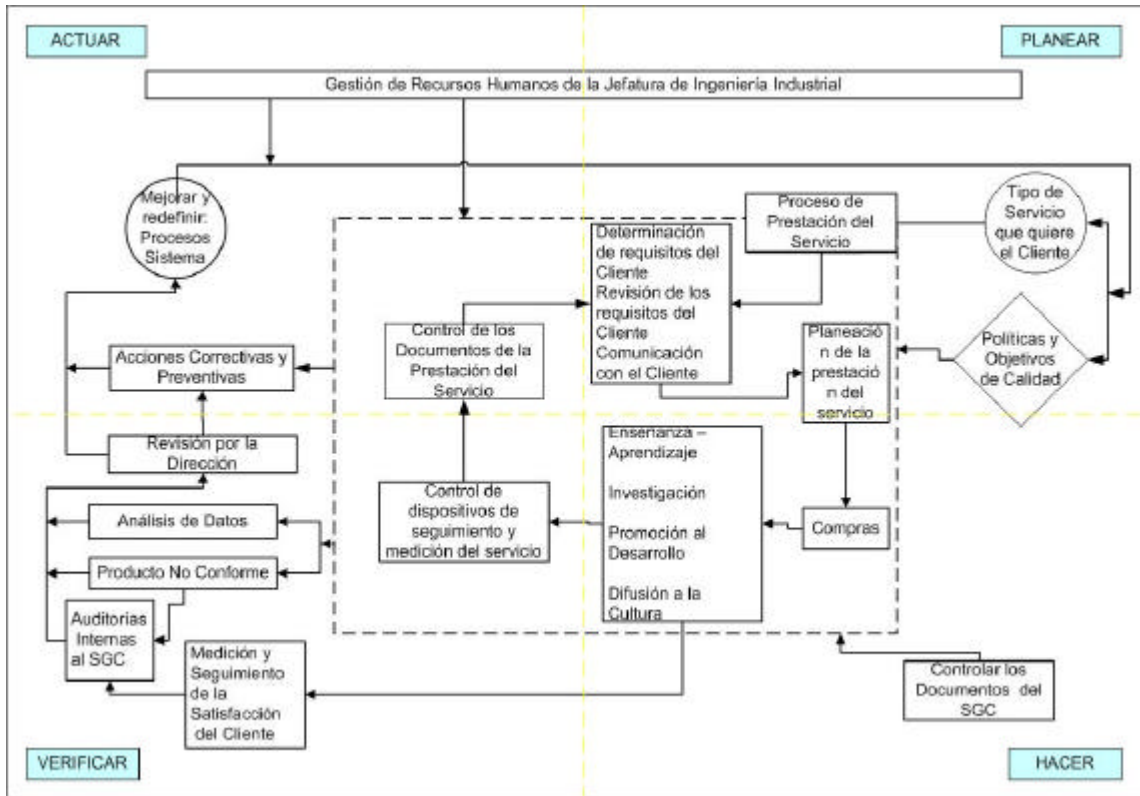 ACTUAR
PLANEAR
Gestión de Recursos Humanos de la Jefatura de Ingeniería Industrial
Mejorar y
redefinir:
Procesos
Sistema
Proceso de
Prestación del
Servicio
Tipo de
Servicio
que quiere
el Cliente
Determinación
de requisitos del
Cliente
Revisión de los
requisitos del
Cliente
Comunicación
con el Cliente
Control de los
Documentos de la
Prestación del
Servicio
Planeació
n de la
prestació
n del
servicio
Políticas y
Objetivos
de Calidad
Acciones Correctivas y
Preventivas
Revisión por la
Dirección
Enseñanza –
Aprendizaje
Investigación
Promoción al
Desarrollo
Difusión a la
Cultura
Control de
dispositivos de
seguimiento y
medición del servicio
Compras
Análisis de Datos
Producto No Conforme
Auditorias
Internas
al SGC
Medición y
Seguimiento
de la
Satisfacción
del Cliente
Controlar los
Documentos del
SGC
VERIFICAR
HACER